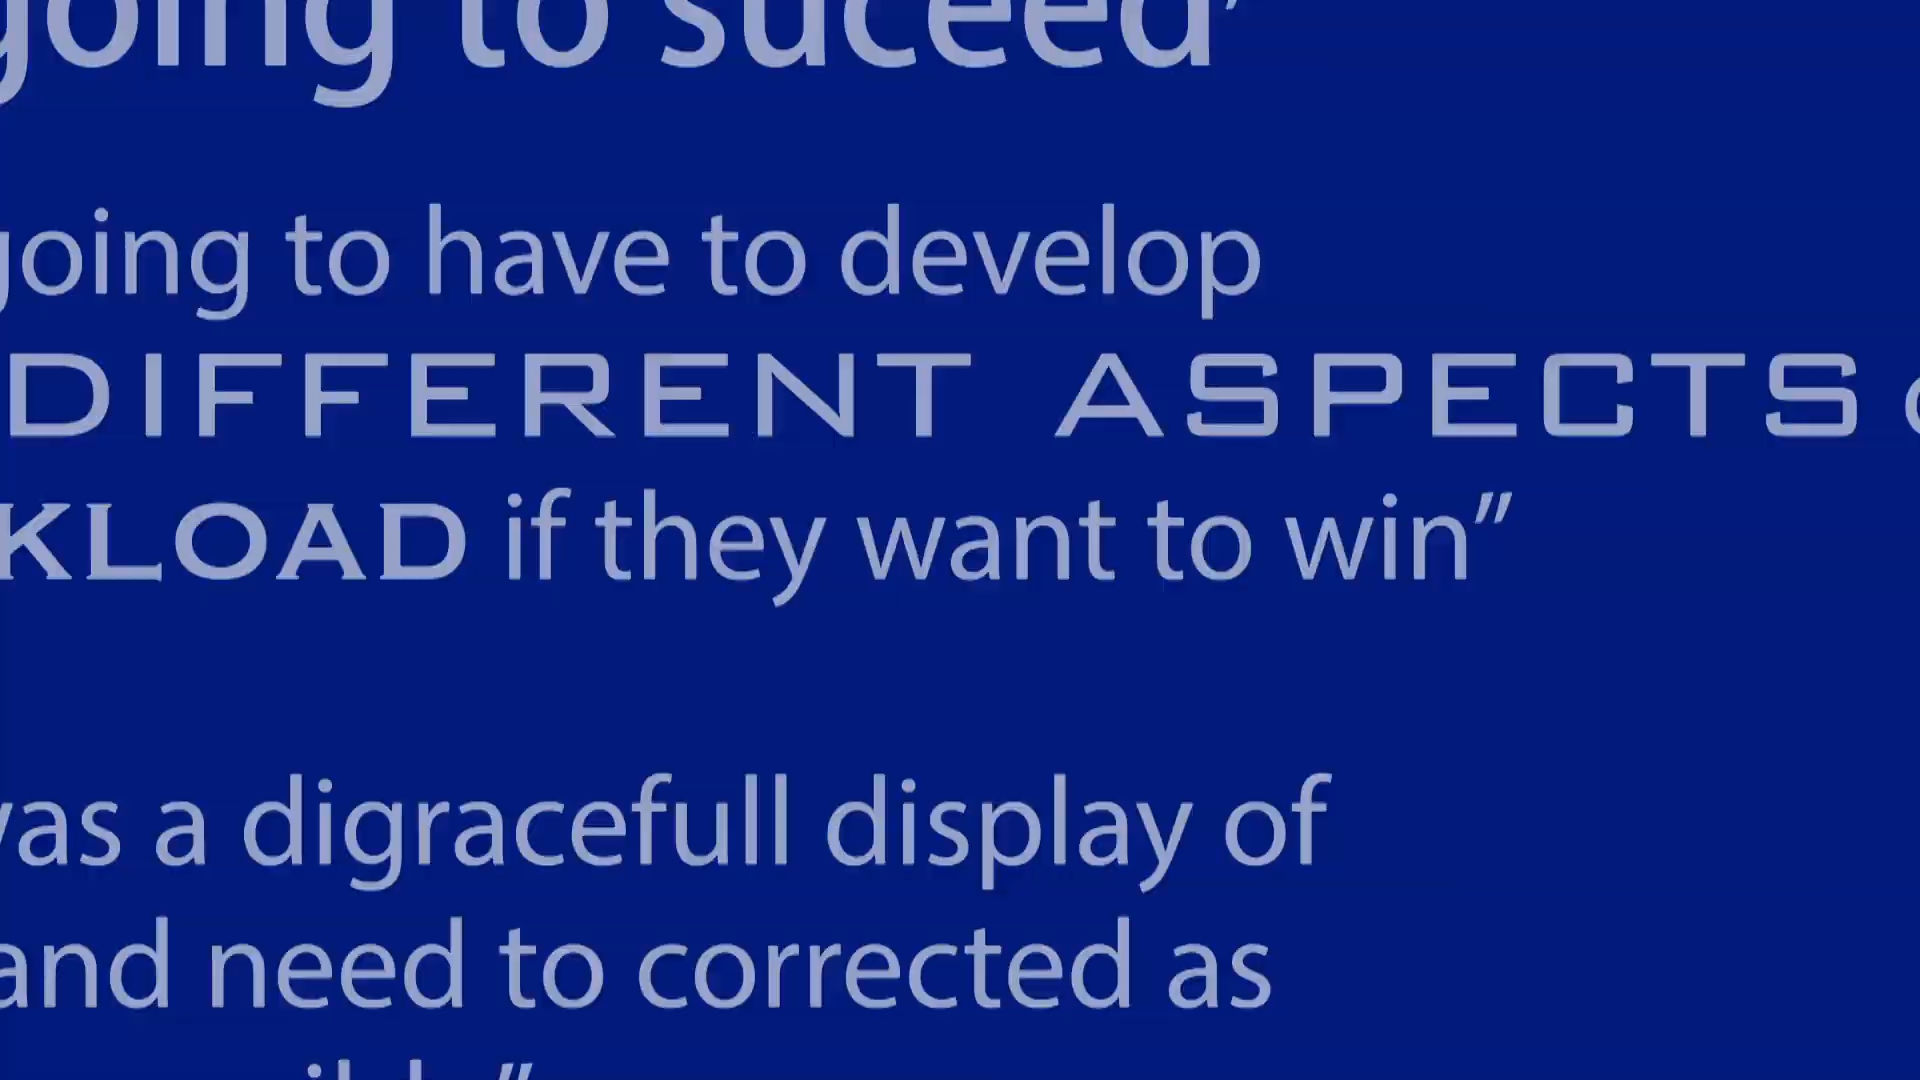 going to suceed"
going to have to develop
DIFFERENT ASPECTS
KLOAD if they want to win”
was a digracefull display of
and need to corrected as